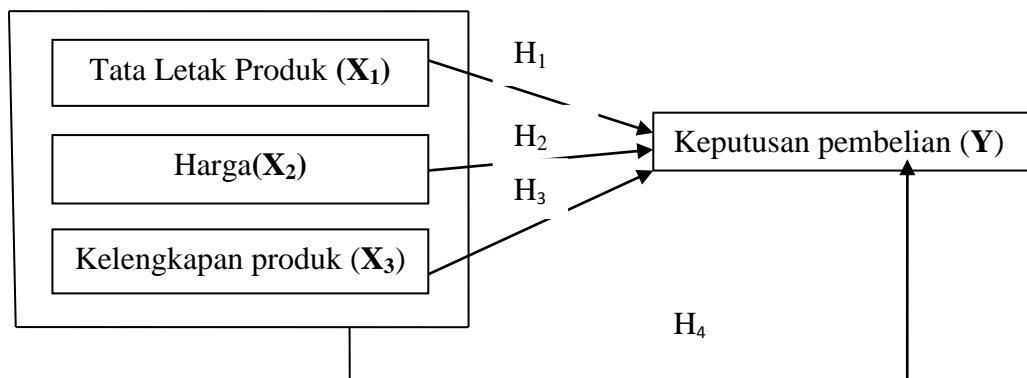 Tata Letak Produk (X₁)
H₁
Harga(X₂)
H₂
Keputusan pembelian (Y)
H₃
Kelengkapan produk (X₃)
H₄